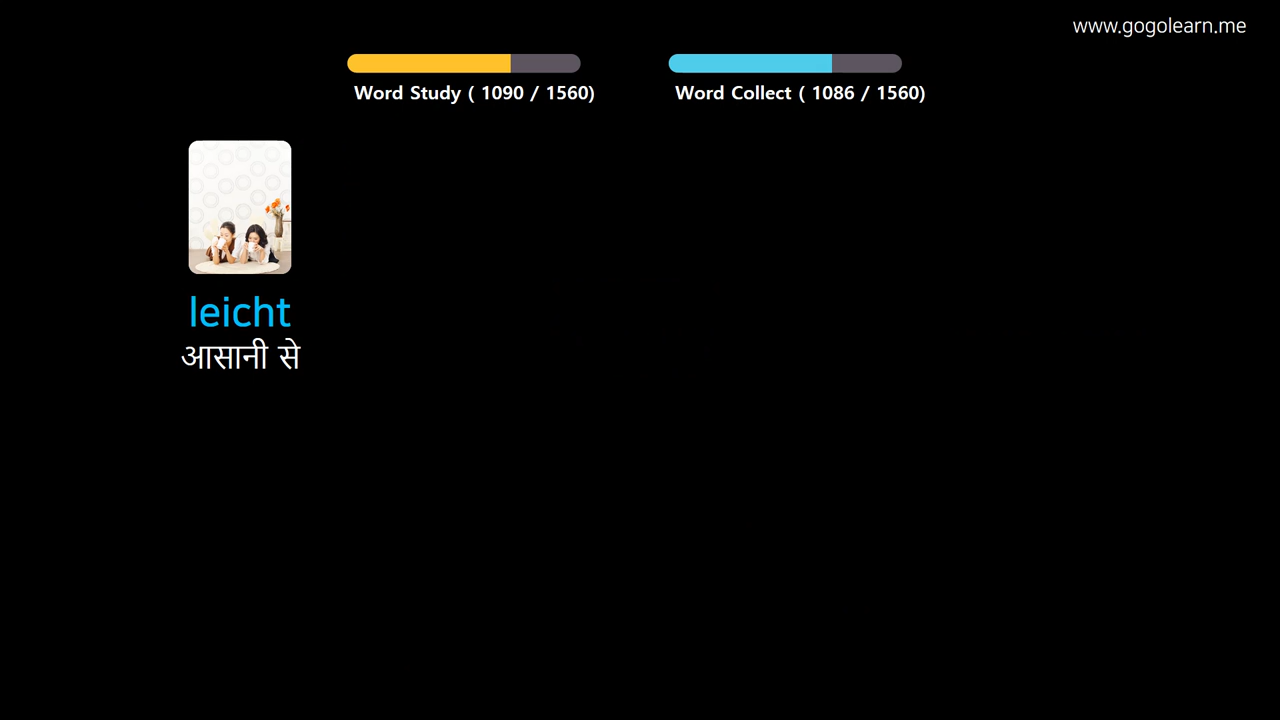 www.gogolearn.me
Word Study ( 1090 / 1560)
Word Collect ( 1086 / 1560)
leicht
आसानी से